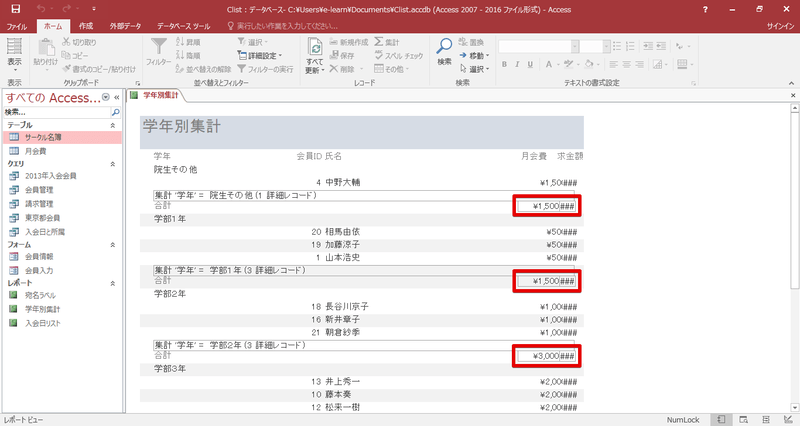 Clist : データベース- C:¥Users¥e-learn¥Documents¥Clist.accdb (Access 2007 - 2016 ファイル形式) - Access
ファイル ホーム 作成 外部データ データベース ツール 実行したい作業を入力してください... サインイン
表示
貼り付け
切り取り
コピー
書式のコピー/貼り付け
フィルター
昇順
降順
並べ替えの解除
選択
詳細設定
フィルターの実行
すべて
更新
新規作成
保存
削除
集計
スペル チェック
その他
検索
置換
移動
選択
B I U
A
表示 クリップボード 並べ替えとフィルター レコード 検索 テキストの書式設定
すべての Access...
検索...
テーブル
サークル名簿
月会費
クエリ
2013年入会会員
会員管理
請求管理
東京都会員
入会日と所属
フォーム
会員情報
会員入力
レポート
宛名ラベル
学年別集計
入会日リスト
学年別集計
学年別集計
学年 会員ID 氏名 月会費 求金額
院生その他
4 中野大輔 ¥1,50 ###
集計 '学年' = 院生その他 (1 詳細レコード)
合計 ¥1,500 ###
学部1年
20 相馬由依 ¥50 ###
19 加藤涼子 ¥50 ###
1 山本浩史 ¥50 ###
集計 '学年' = 学部1年 (3 詳細レコード)
合計 ¥1,500 ###
学部2年
18 長谷川京子 ¥1,00 ###
16 新井章子 ¥1,00 ###
21 朝倉紗季 ¥1,00 ###
集計 '学年' = 学部2年 (3 詳細レコード)
合計 ¥3,000 ###
学部3年
13 井上秀一 ¥2,00 ###
10 藤本奏 ¥2,00 ###
12 松来一樹 ¥2,00 ###
レポート ビュー NumLock